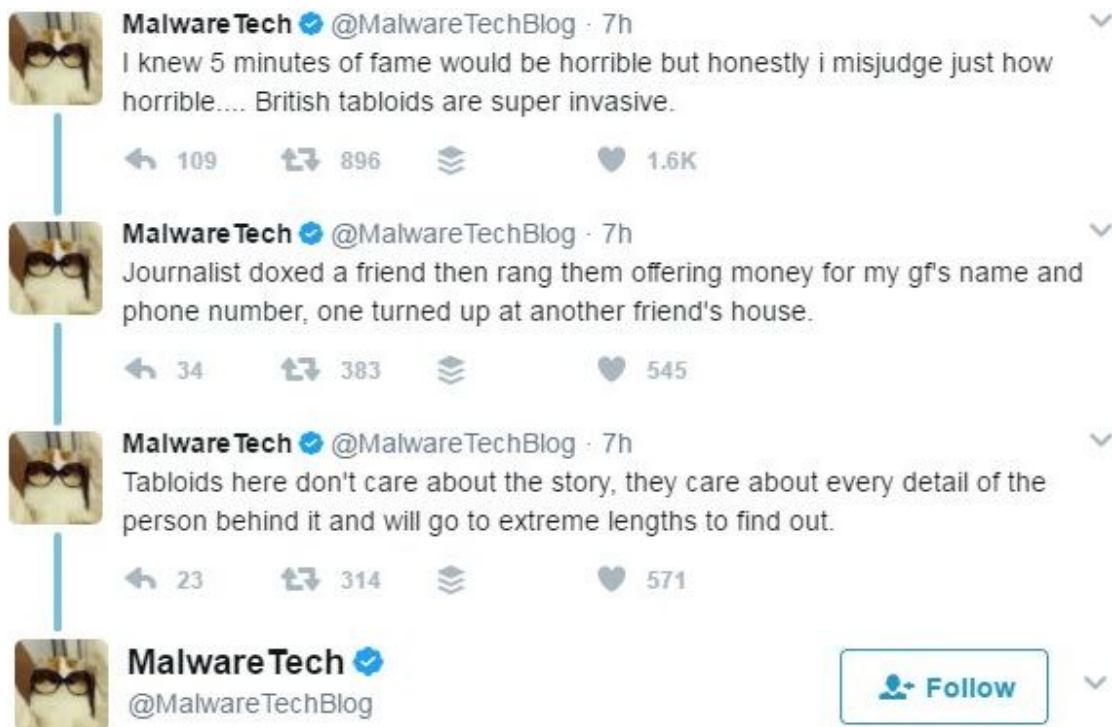 MalwareTech @MalwareTechBlog · 7h
I knew 5 minutes of fame would be horrible but honestly i misjudge just how
horrible.... British tabloids are super invasive.
109 896 1.6K
MalwareTech @MalwareTechBlog · 7h
Journalist doxed a friend then rang them offering money for my gf's name and
phone number, one turned up at another friend's house.
34 383 545
MalwareTech @MalwareTechBlog · 7h
Tabloids here don't care about the story, they care about every detail of the
person behind it and will go to extreme lengths to find out.
23 314 571
MalwareTech
@MalwareTechBlog
Follow